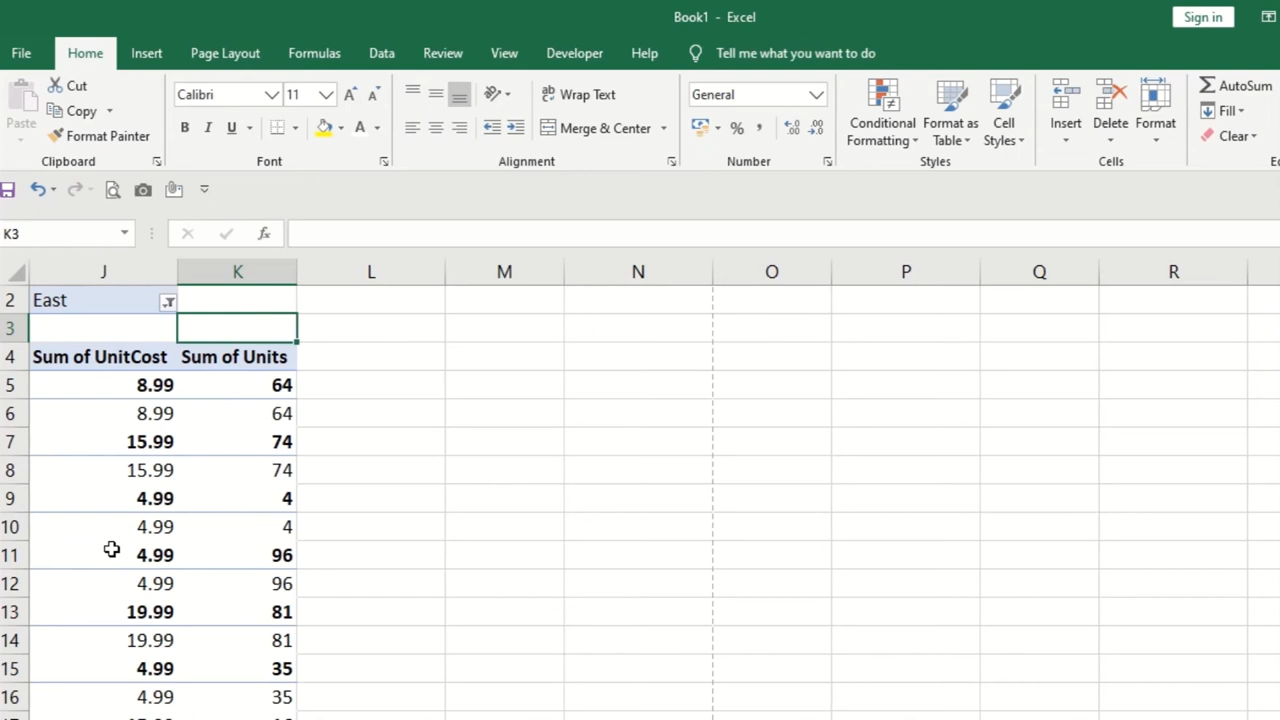 Book1 - Excel
Sign in
File Home Insert Page Layout Formulas Data Review View Developer Help Tell me what you want to do
Paste
Cut
Copy
Format Painter
Clipboard
Calibri 11 A A
B I U A
Font
ab Wrap Text
Merge & Center
Alignment
General
% , .00
Number
Conditional Formatting
Format as Table
Cell Styles
Styles
Insert Delete Format
Cells
AutoSum
Fill
Clear
K3 fx
J K L M N O P Q R
2 East
3
4 Sum of UnitCost Sum of Units
5 8.99 64
6 8.99 64
7 15.99 74
8 15.99 74
9 4.99 4
10 4.99 4
11 4.99 96
12 4.99 96
13 19.99 81
14 19.99 81
15 4.99 35
16 4.99 35